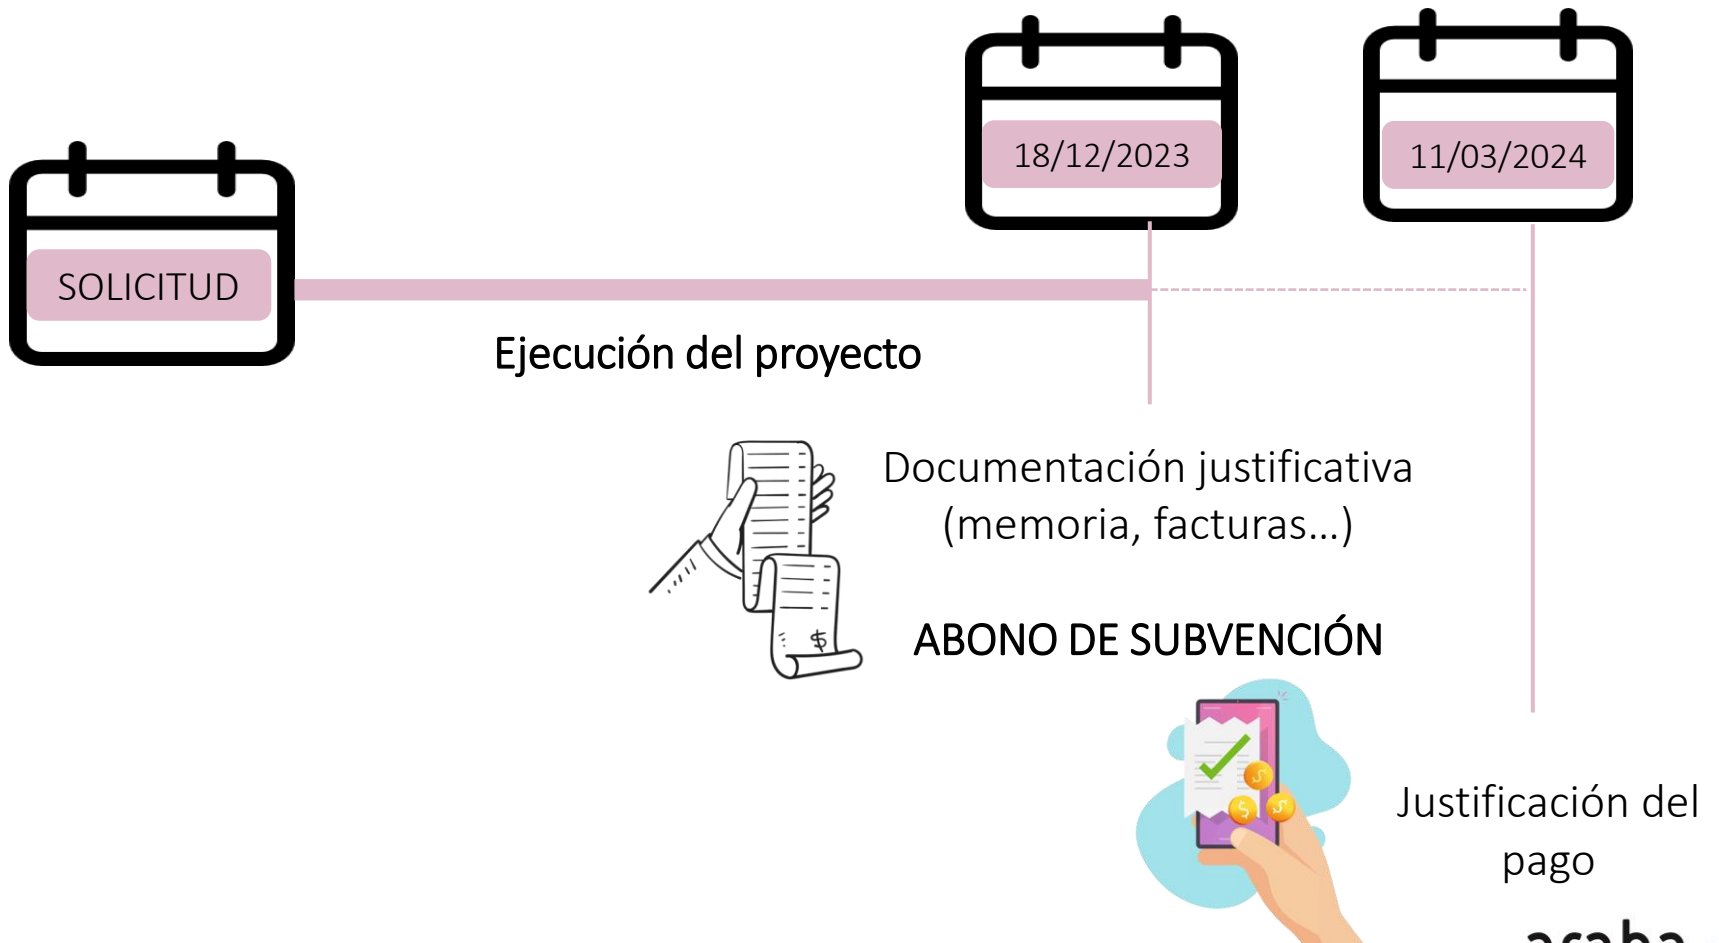 18/12/2023
11/03/2024
SOLICITUD
Ejecución del proyecto
Documentación justificativa
(memoria, facturas...)
ABONO DE SUBVENCIÓN
Justificación del
pago